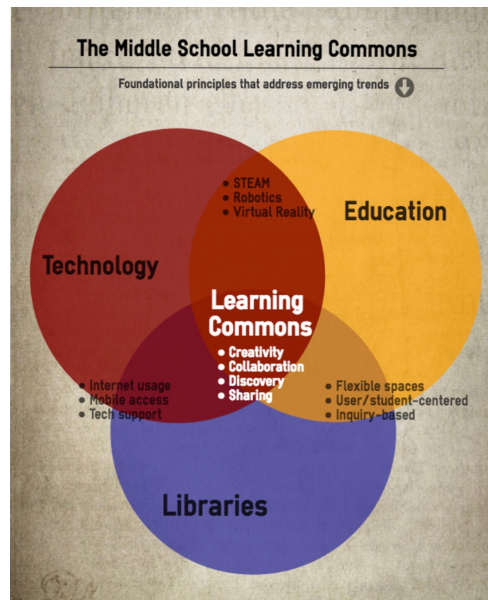 The Middle School Learning Commons
Foundational principles that address emerging trends
• STEAM
• Robotics
• Virtual Reality
Education
Technology
Learning
Commons
• Creativity
• Collaboration
• Discovery
• Sharing
• Internet usage
• Mobile access
• Tech support
• Flexible spaces
• User/student-centered
• Inquiry-based
Libraries